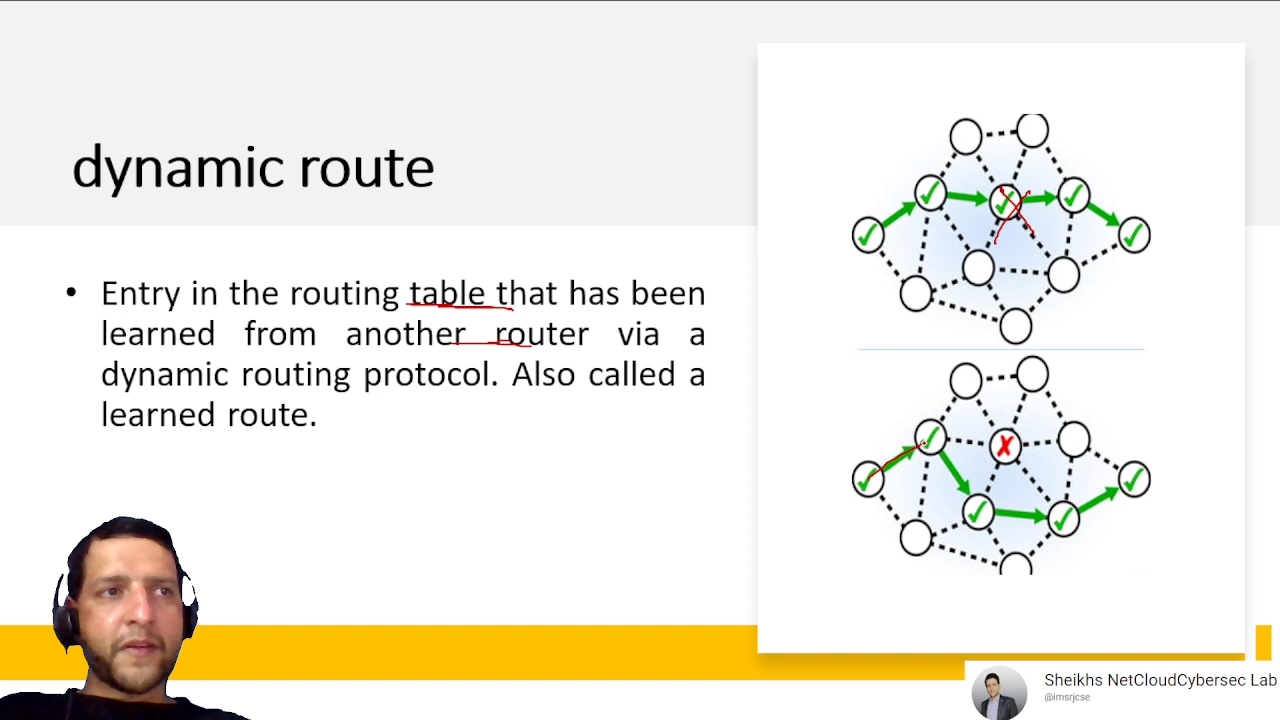 dynamic route
• Entry in the routing table that has been
learned from another router via a
dynamic routing protocol. Also called a
learned route.
Sheikhs NetCloudCybersec Lab
@imsrjcse